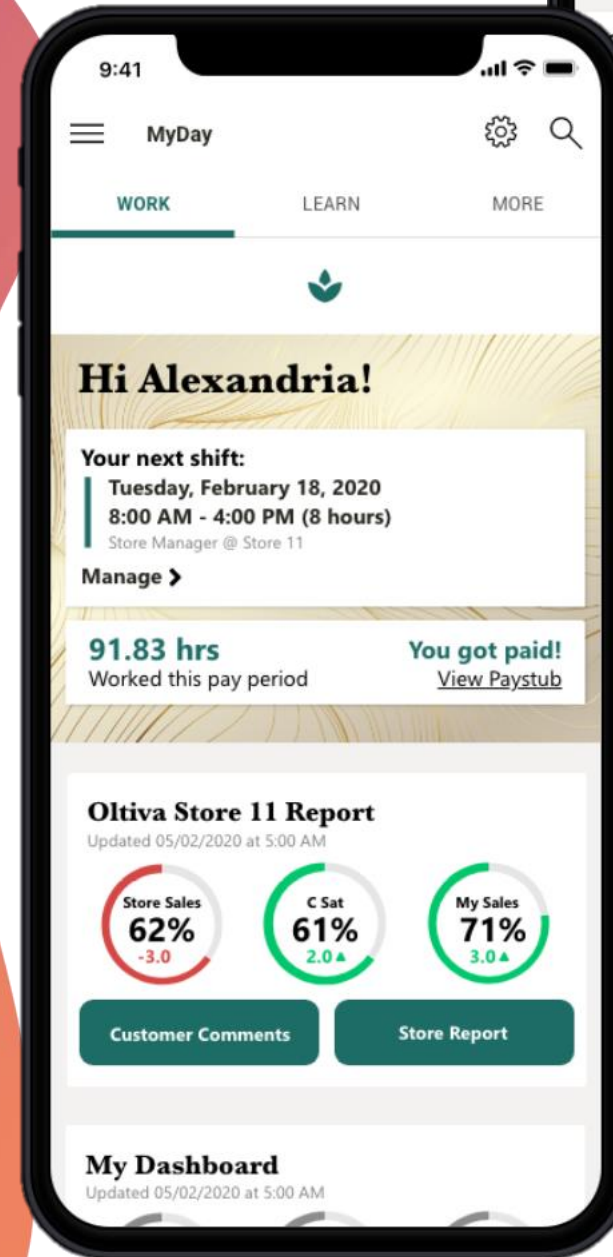 9:41
MyDay
WORK LEARN MORE
Hi Alexandria!
Your next shift:
Tuesday, February 18, 2020
8:00 AM - 4:00 PM (8 hours)
Store Manager @ Store 11
Manage
91.83 hrs
Worked this pay period
You got paid!
View Paystub
Oltiva Store 11 Report
Updated 05/02/2020 at 5:00 AM
Store Sales
62%
-3.0
C Sat
61%
2.0▲
My Sales
71%
3.0▲
Customer Comments
Store Report
My Dashboard
Updated 05/02/2020 at 5:00 AM